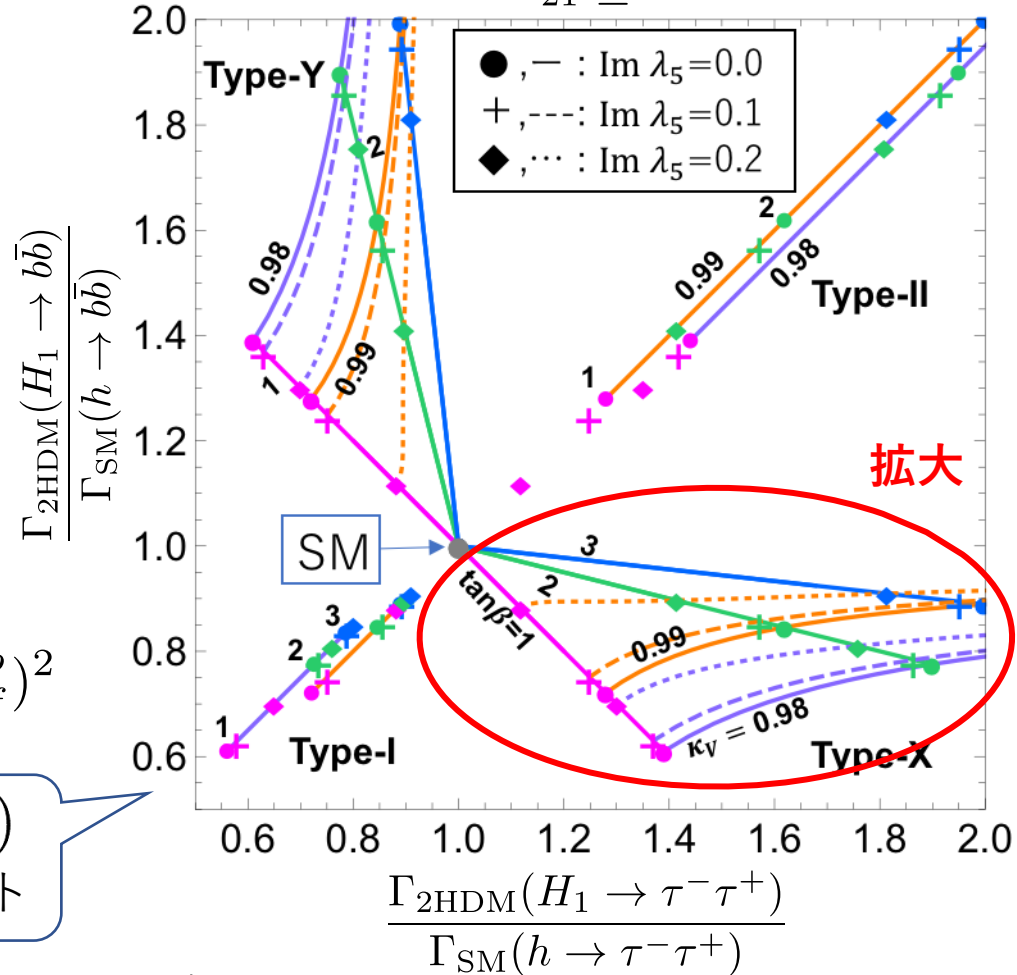 2.0
1.8
1.6
1.4
1.2
1.0
0.8
0.6
0.6 0.8 1.0 1.2 1.4 1.6 1.8 2.0
Γ2HDM(H1 → bb̄)
ΓSM(h → bb̄)
Γ2HDM(H1 → τ−τ+)
ΓSM(h → τ−τ+)
●,— : Im λ5=0.0
+,---: Im λ5=0.1
◆,⋯ : Im λ5=0.2
Type-Y
2
0.98
0.99
1
2
0.99
0.98
1
Type-II
拡大
SM
3
2
tanβ=1
0.99
κV = 0.98
Type-X
3
2
1
Type-I
)2
)
ト